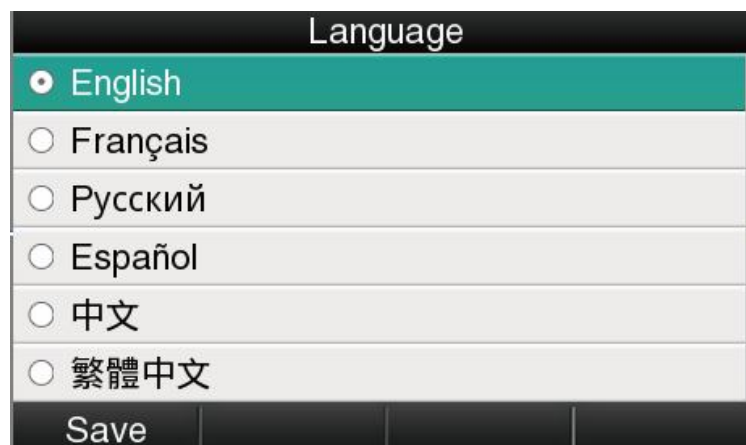 Language
English
Français
Русский
Español
中文
繁體中文
Save